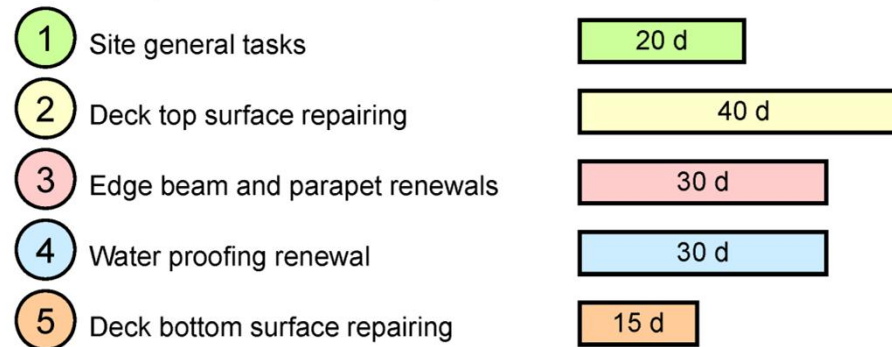 1 Site general tasks 20 d
2 Deck top surface repairing 40 d
3 Edge beam and parapet renewals 30 d
4 Water proofing renewal 30 d
5 Deck bottom surface repairing 15 d